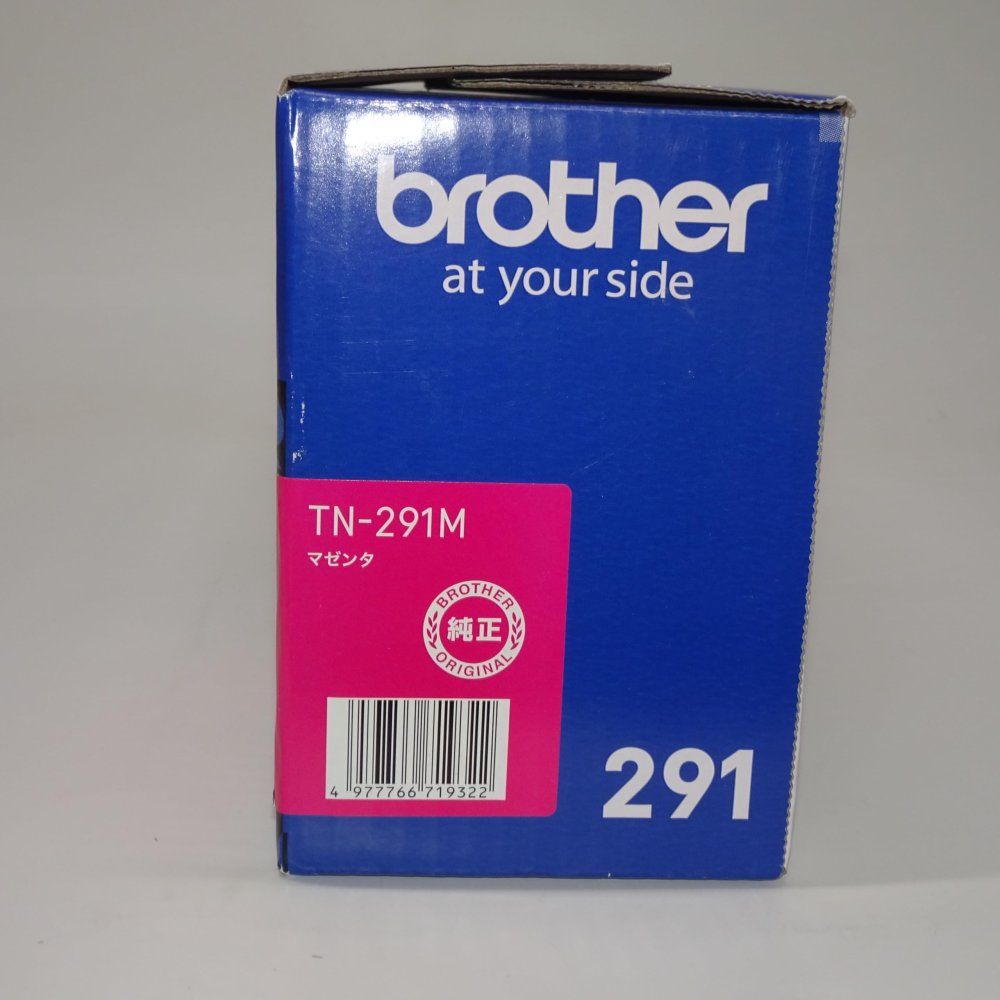 brother
at your side
TN-291M
マゼンタ
BROTHER
純正
ORIGINAL
4 977766 719322
291